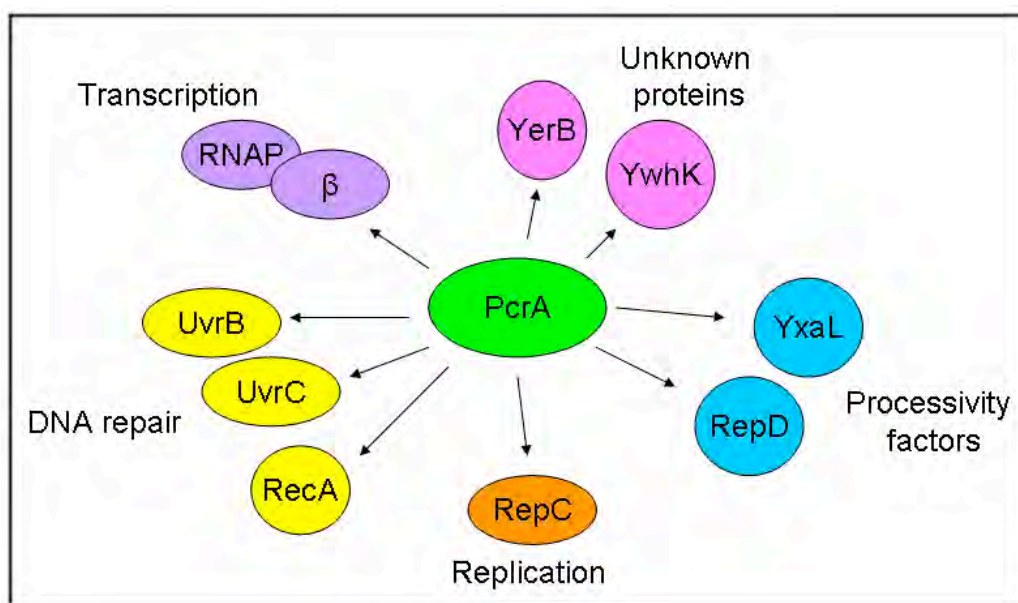 Transcription
RNAP
β
Unknown
proteins
YerB
YwhK
PcrA
UvrB
UvrC
DNA repair
RecA
YxaL
RepD
Processivity
factors
RepC
Replication